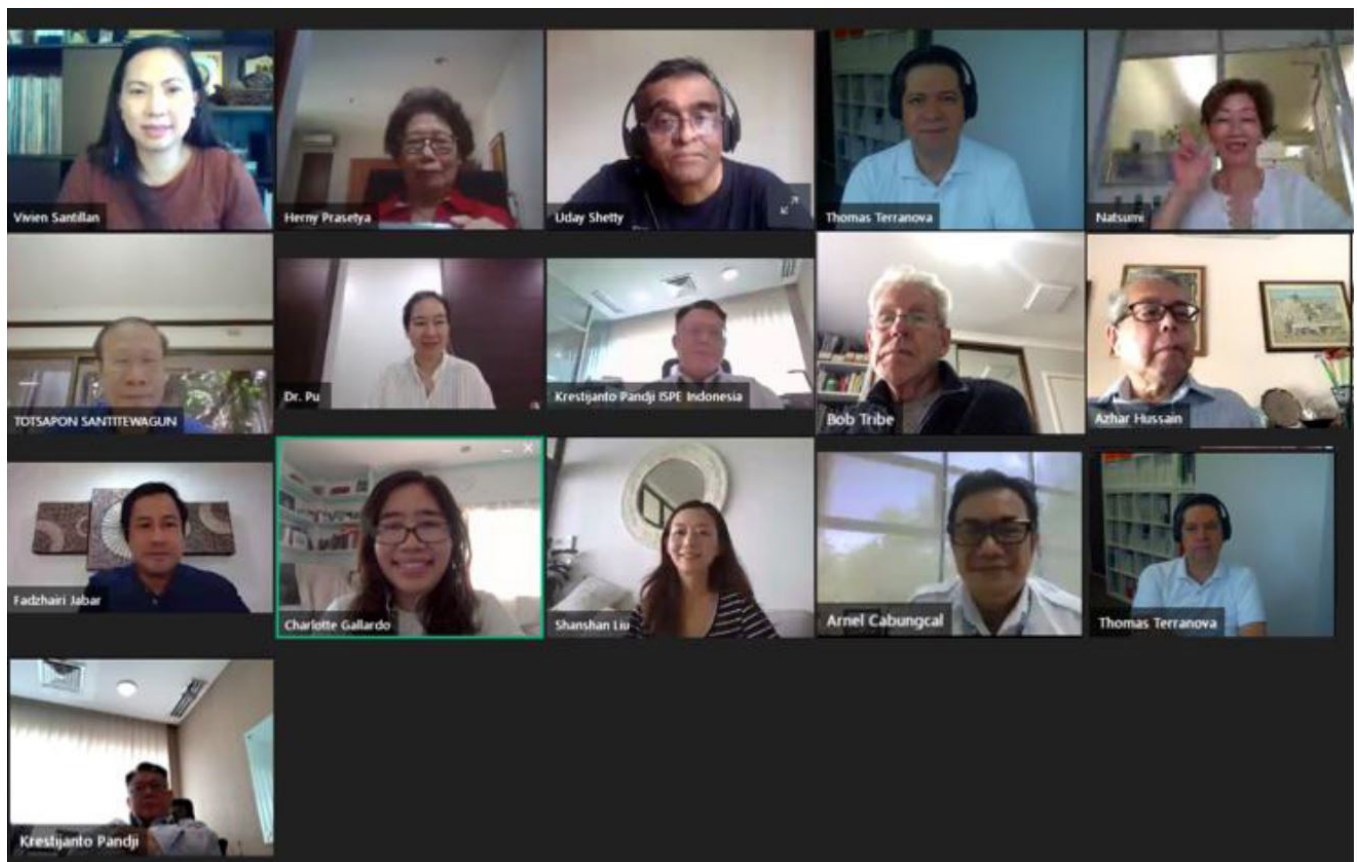 Vivien Santillan
Herny Prasetya
Uday Shetty
Thomas Terranova
Natsumi
TOTSAPON SANTITEWAGUN
Dr. Pu
Krestijanto Pandji ISPE Indonesia
Bob Tribe
Azhar Hussain
Fadzhairi Jabar
Charlotte Gallardo
Shanshan Liu
Arnel Cabungcal
Thomas Terranova
Krestijanto Pandji